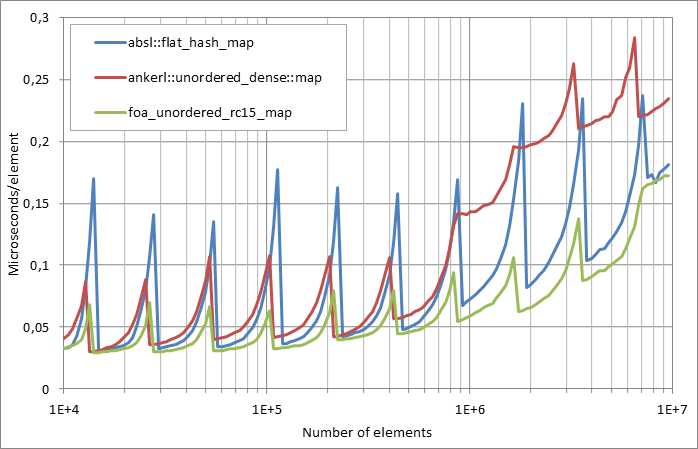 0,3
0,25
0,2
0,15
0,1
0,05
0
Microseconds/element
absl::flat_hash_map
ankerl::unordered_dense::map
foa_unordered_rc15_map
1E+4 1E+5 1E+6 1E+7
Number of elements